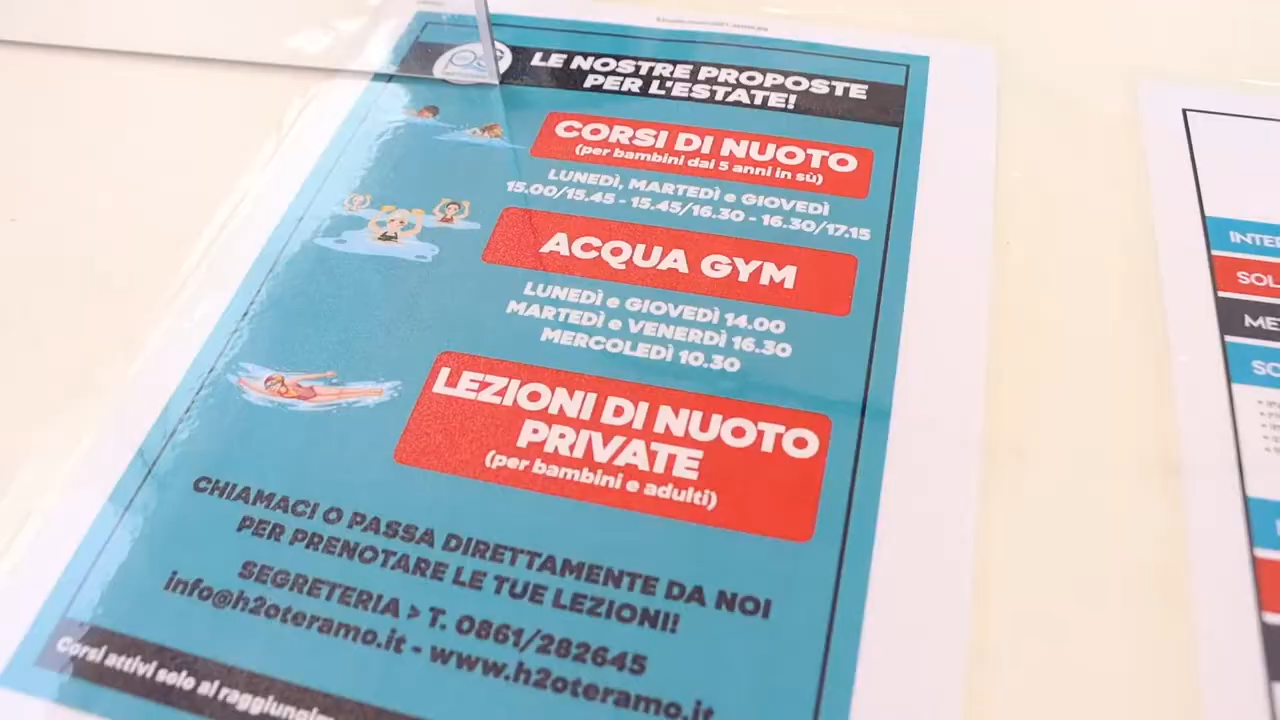 LE NOSTRE PROPOSTE
PER L'ESTATE!
CORSI DI NUOTO
(per bambini dai 5 anni in sù)
LUNEDÌ, MARTEDÌ e GIOVEDÌ
15.00/15.45 - 15.45/16.30 - 16.30/17.15
ACQUA GYM
LUNEDÌ e GIOVEDÌ 14.00
MARTEDÌ e VENERDÌ 16.30
MERCOLEDÌ 10.30
LEZIONI DI NUOTO
PRIVATE
(per bambini e adulti)
CHIAMACI O PASSA DIRETTAMENTE DA NOI
PER PRENOTARE LE TUE LEZIONI!
SEGRETERIA > T. 0861/282645
info@h2oteramo.it - www.h2oteramo.it
Corsi attivi solo al
INTE
SOL
ME